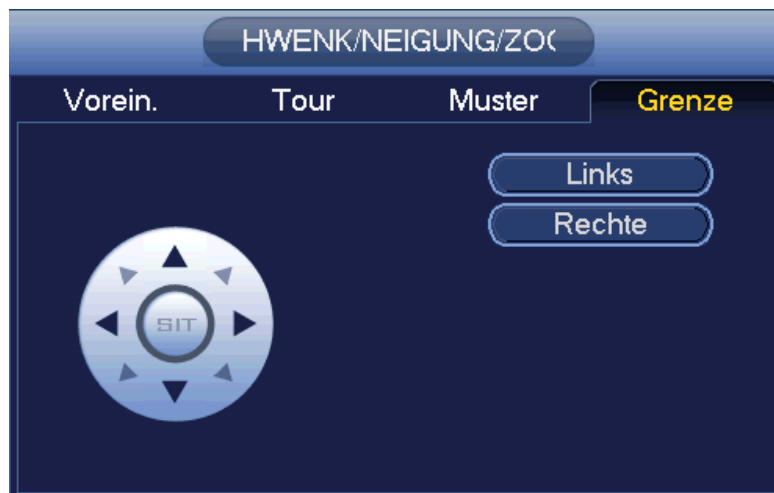 HWENK/NEIGUNG/ZO
Vorein. Tour Muster Grenze
Links
Rechte
SIT